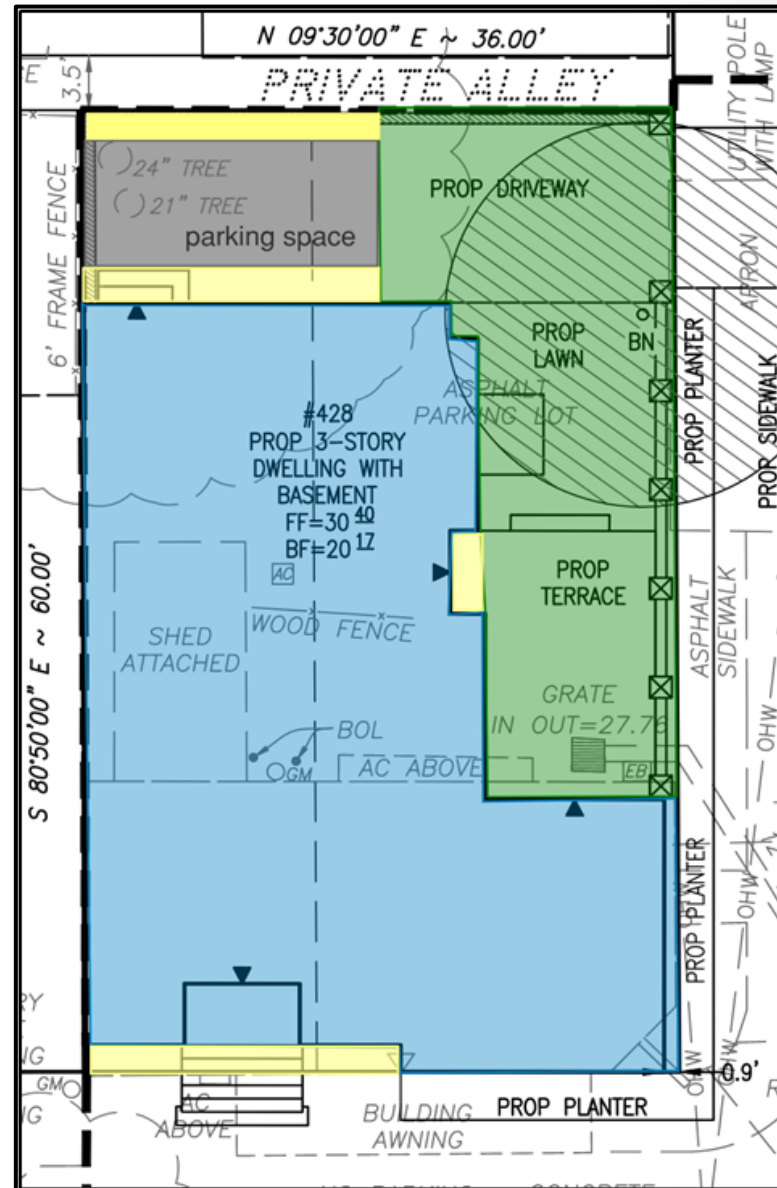 N 09°30'00" E ~ 36.00'
PRIVATE ALLEY
3.5'
UTILITY POLE
WITH LAMP
24" TREE
21" TREE
parking space
PROP DRIVEWAY
6' FRAME FENCE
APRON
PROP
LAWN
BN
PROP PLANTER
ASPHALT
PARKING LOT
#428
PROP 3-STORY
DWELLING WITH
BASEMENT
FF=30 40
BF=20 17
S 80°50'00" E ~ 60.00'
AC
PROP
TERRACE
WOOD FENCE
SHED
ATTACHED
ASPHALT
SIDEWALK
GRATE
IN OUT=27.76
BOL
GM
AC ABOVE
EB
OHW
OHW
OHW
PROP PLANTER
OHW
OHW
0.9'
GM
AC
ABOVE
BUILDING
AWNING
PROP PLANTER